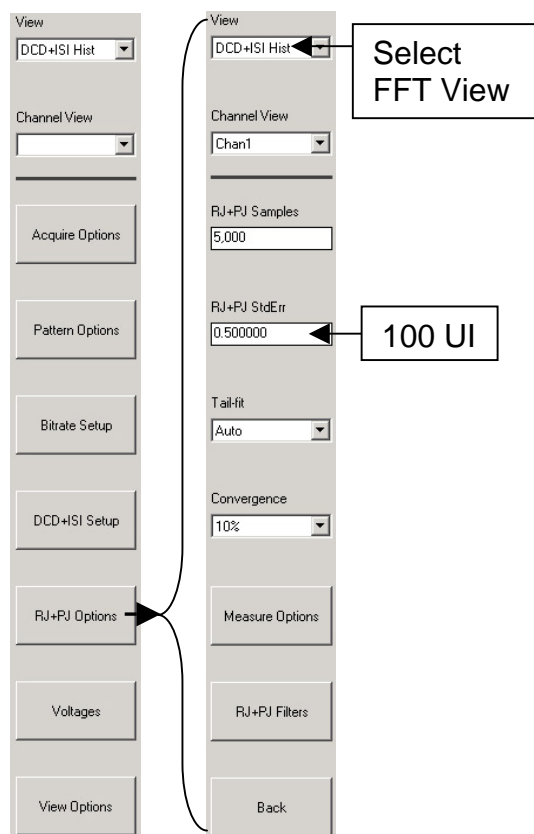 View
DCD+ISI Hist
Channel View
Acquire Options
Pattern Options
Bitrate Setup
DCD+ISI Setup
RJ+PJ Options
Voltages
View Options
View
DCD+ISI Hist
Channel View
Chan1
RJ+PJ Samples
5,000
RJ+PJ StdErr
0.500000
Tail-fit
Auto
Convergence
10%
Measure Options
RJ+PJ Filters
Back
Select
FFT View
100 UI